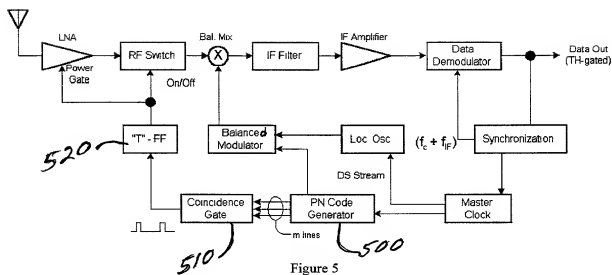 LNA
Power
Gate
RF Switch
On/Off
Bal. Mix
X
IF Filter
IF Amplifier
Data
Demodulator
Data Out
Data Out
(TH-gated)
"T" - FF
520
Balanced
Modulator
Loc Osc
(fc + fIF)
Synchronization
DS Stream
Coincidence
Gate
510
m lines
PN Code
Generator
500
Master
Clock
Figure 5